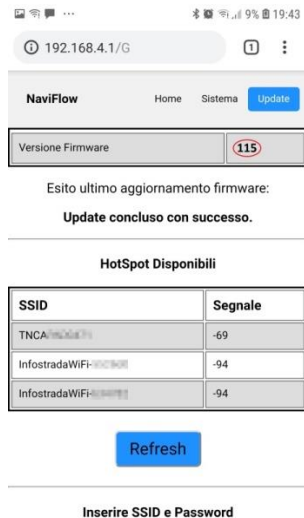 9% 19:43
192.168.4.1/G 1
NaviFlow Home Sistema Update
Versione Firmware 115
Esito ultimo aggiornamento firmware:
Update concluso con successo.
HotSpot Disponibili
SSID Segnale
TNCA -69
InfostradaWiFi- -94
InfostradaWiFi- -94
Refresh
Inserire SSID e Password